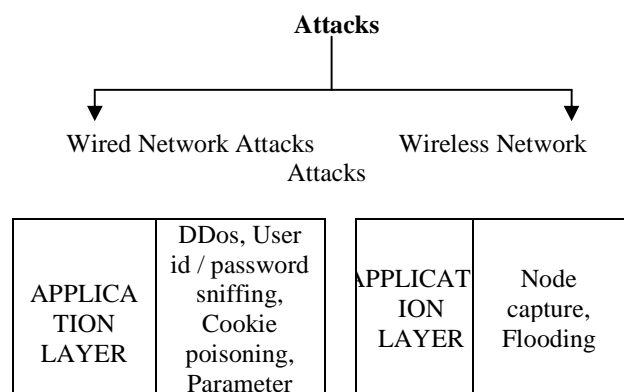 Attacks
Wired Network Attacks Wireless Network
Attacks
APPLICA
TION
LAYER
DDos, User
id / password
sniffing,
Cookie
poisoning,
Parameter
APPLICAT
ION
LAYER
Node
capture,
Flooding